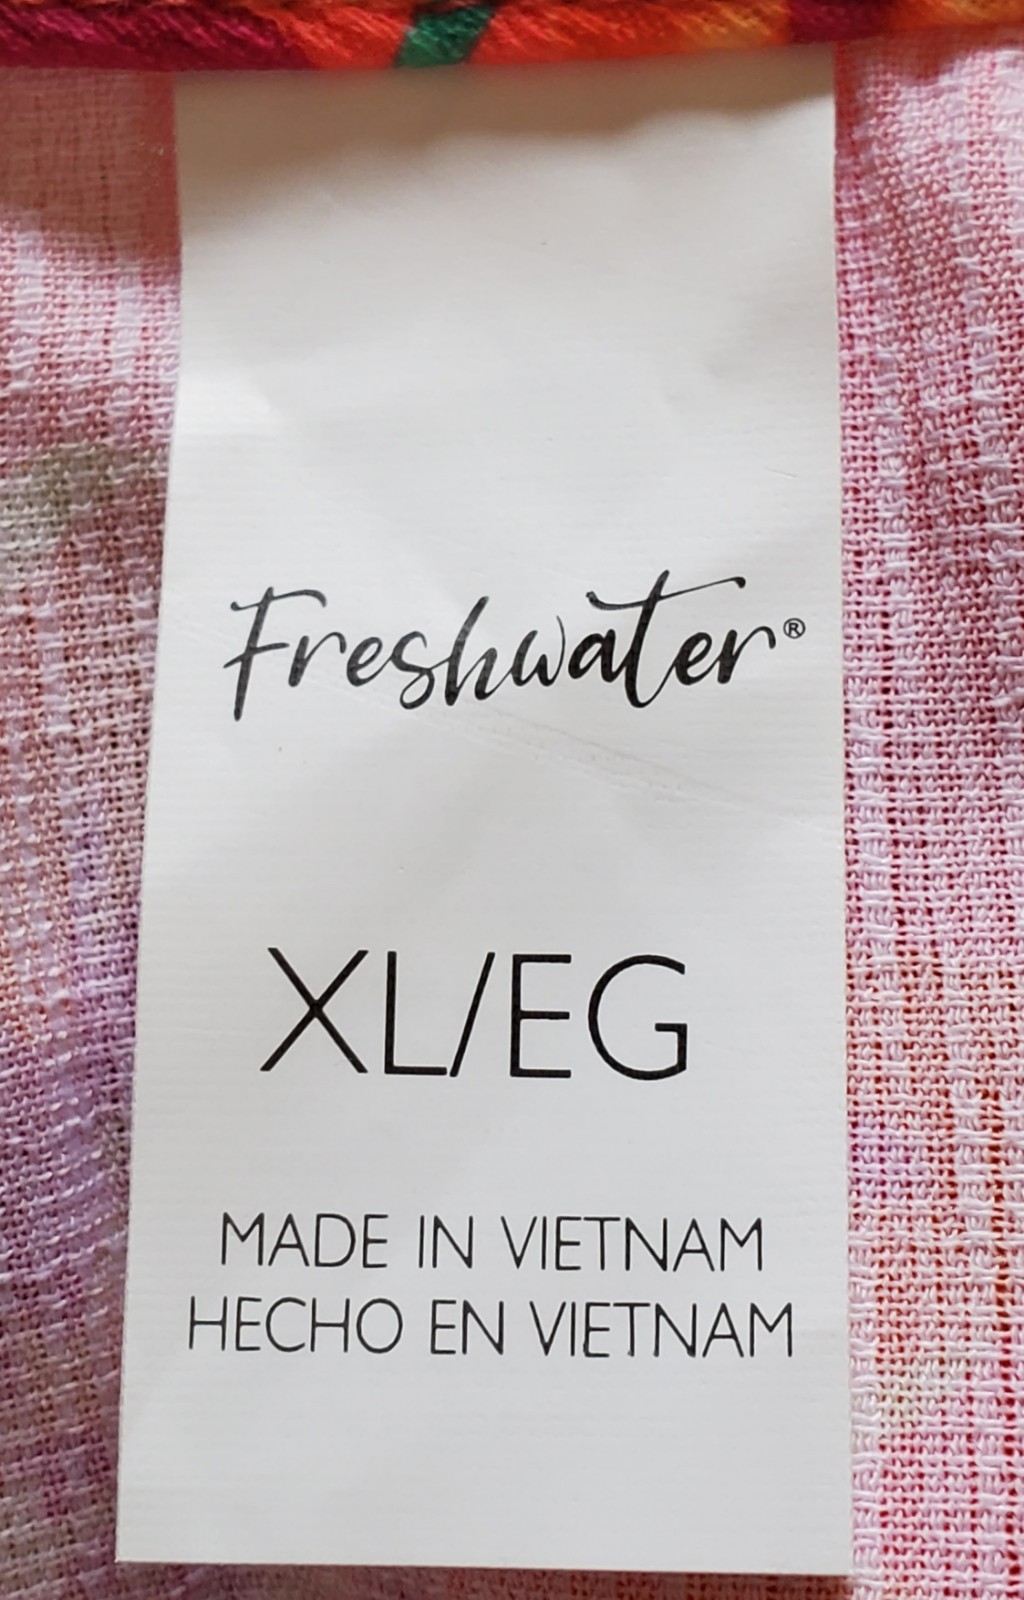 Freshwater®
XL/EG
MADE IN VIETNAM
HECHO EN VIETNAM